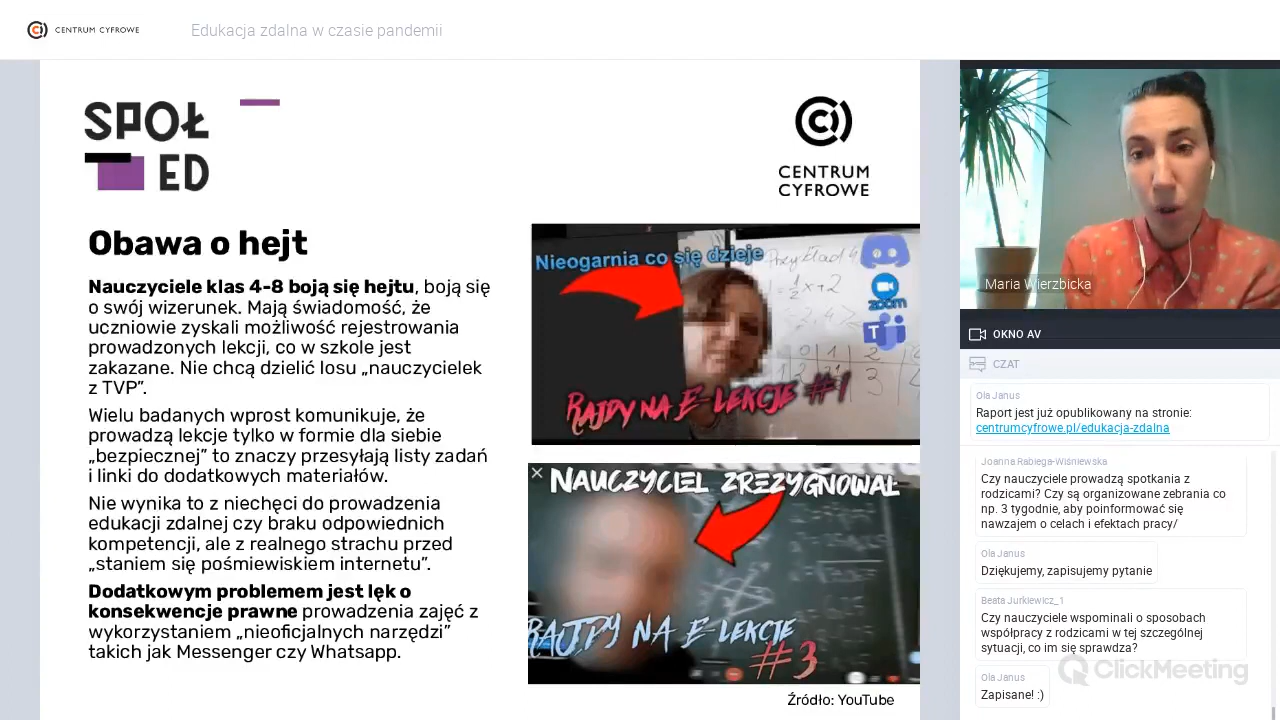 CENTRUM CYFROWE
Edukacja zdalna w czasie pandemii
SPOŁ
ED
CENTRUM
CYFROWE
Obawa o hejt
Nauczyciele klas 4-8 boją się hejtu, boją się
o swój wizerunek. Mają świadomość, że
uczniowie zyskali możliwość rejestrowania
prowadzonych lekcji, co w szkole jest
zakazane. Nie chcą dzielić losu „nauczycielek
z TVP”.
Wielu badanych wprost komunikuje, że
prowadzą lekcje tylko w formie dla siebie
„bezpiecznej” to znaczy przesyłają listy zadań
i linki do dodatkowych materiałów.
Nie wynika to z niechęci do prowadzenia
edukacji zdalnej czy braku odpowiednich
kompetencji, ale z realnego strachu przed
„staniem się pośmiewiskiem internetu”.
Dodatkowym problemem jest lęk o
konsekwencje prawne prowadzenia zajęć z
wykorzystaniem „nieoficjalnych narzędzi”
takich jak Messenger czy Whatsapp.
Nieogarnia co się dzieje
Przykład 4
zoom
RAJDY NA E-LEKCJE #1
NAUCZYCIEL ZREZYGNOWAŁ
RAJDY NA E-LEKCJE
#3
Źródło: YouTube
Maria Wierzbicka
OKNO AV
CZAT
Ola Janus
Raport jest już opublikowany na stronie:
centrumcyfrowe.pl/edukacja-zdalna
Joanna Rabiega-Wiśniewska
Czy nauczyciele prowadzą spotkania z
rodzicami? Czy są organizowane zebrania co
np. 3 tygodnie, aby poinformować się
nawzajem o celach i efektach pracy/
Ola Janus
Dziękujemy, zapisujemy pytanie
Beata Jurkiewicz_1
Czy nauczyciele wspominali o sposobach
współpracy z rodzicami w tej szczególnej
sytuacji, co im się sprawdza?
Ola Janus
Zapisane! :)
ClickMeeting